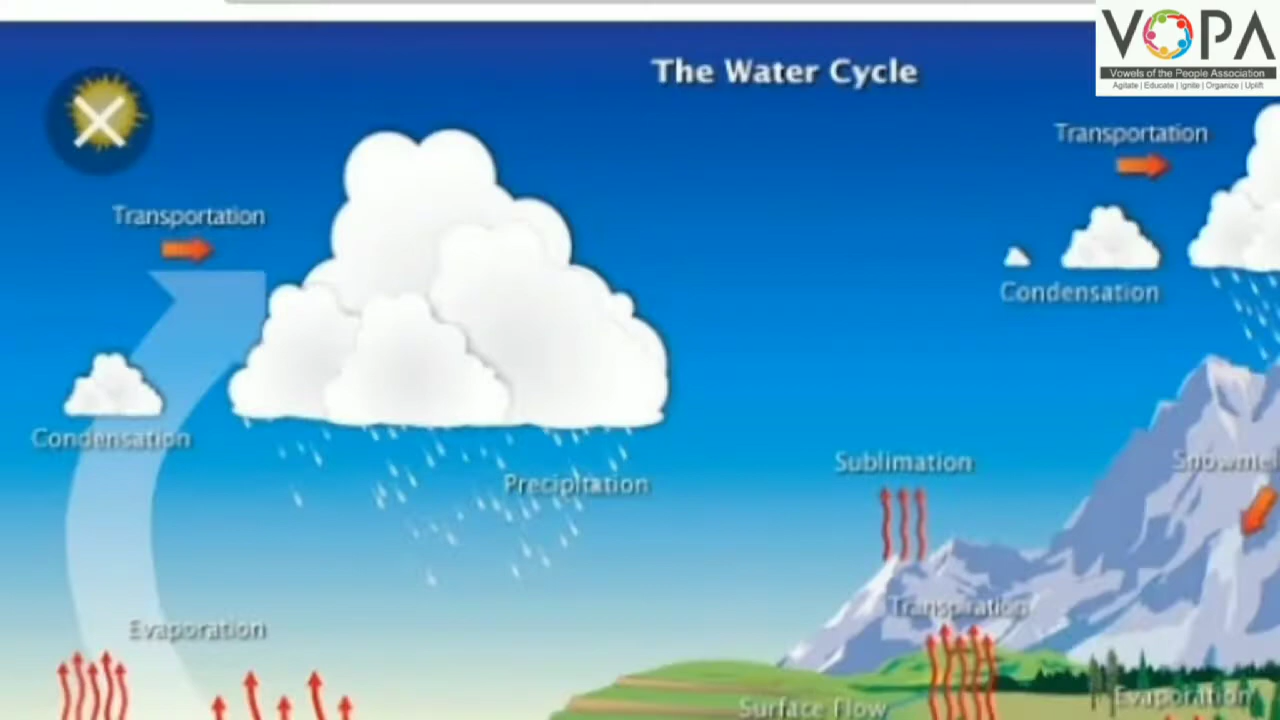 The Water Cycle
VOPA
Vowels of the People Association
Agitate | Educate | Ignite | Organize | Uplift
Transportation
Transportation
Condensation
Condensation
Precipitation
Sublimation
Transpiration
Evaporation
Evaporation
Surface Flow